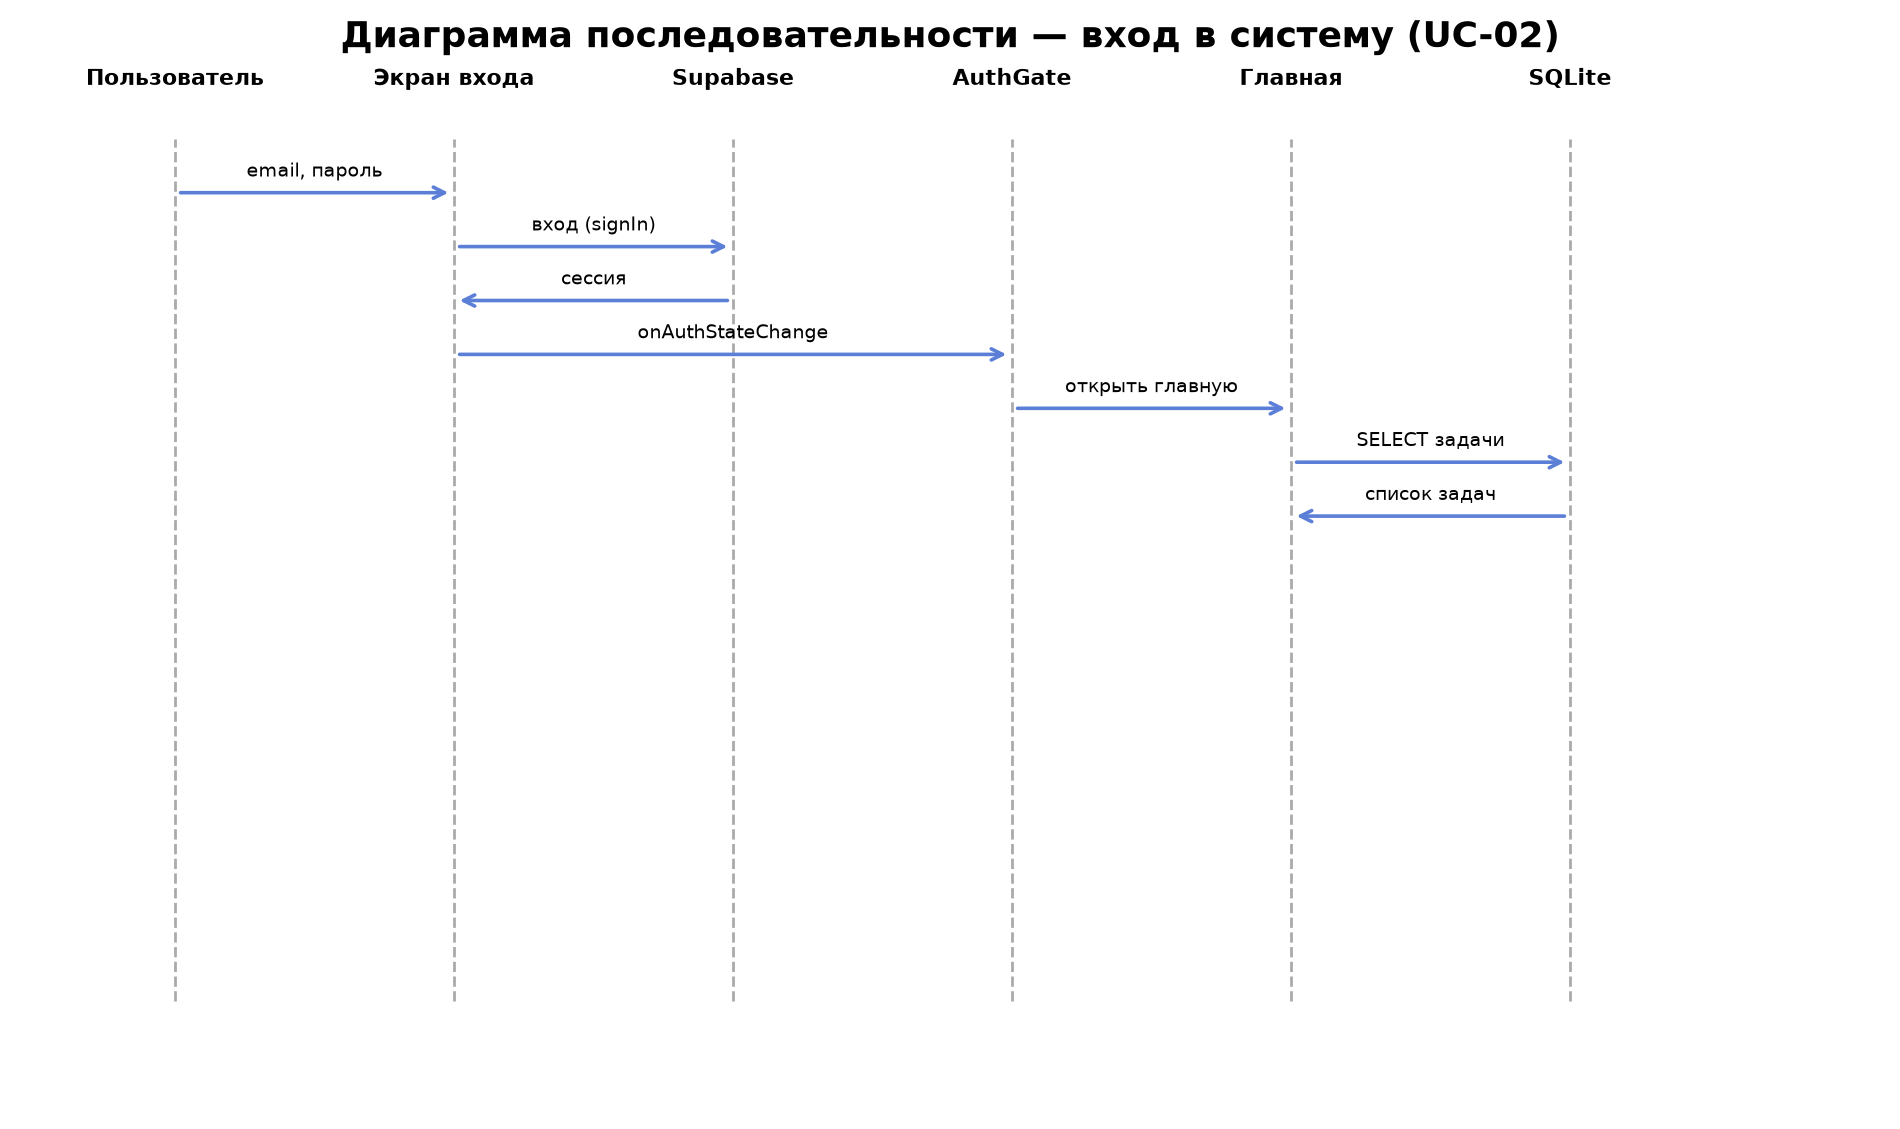 Диаграмма последовательности — вход в систему (UC-02)
Пользователь Экран входа Supabase AuthGate Главная SQLite
email, пароль
вход (signIn)
сессия
onAuthStateChange
открыть главную
SELECT задачи
список задач